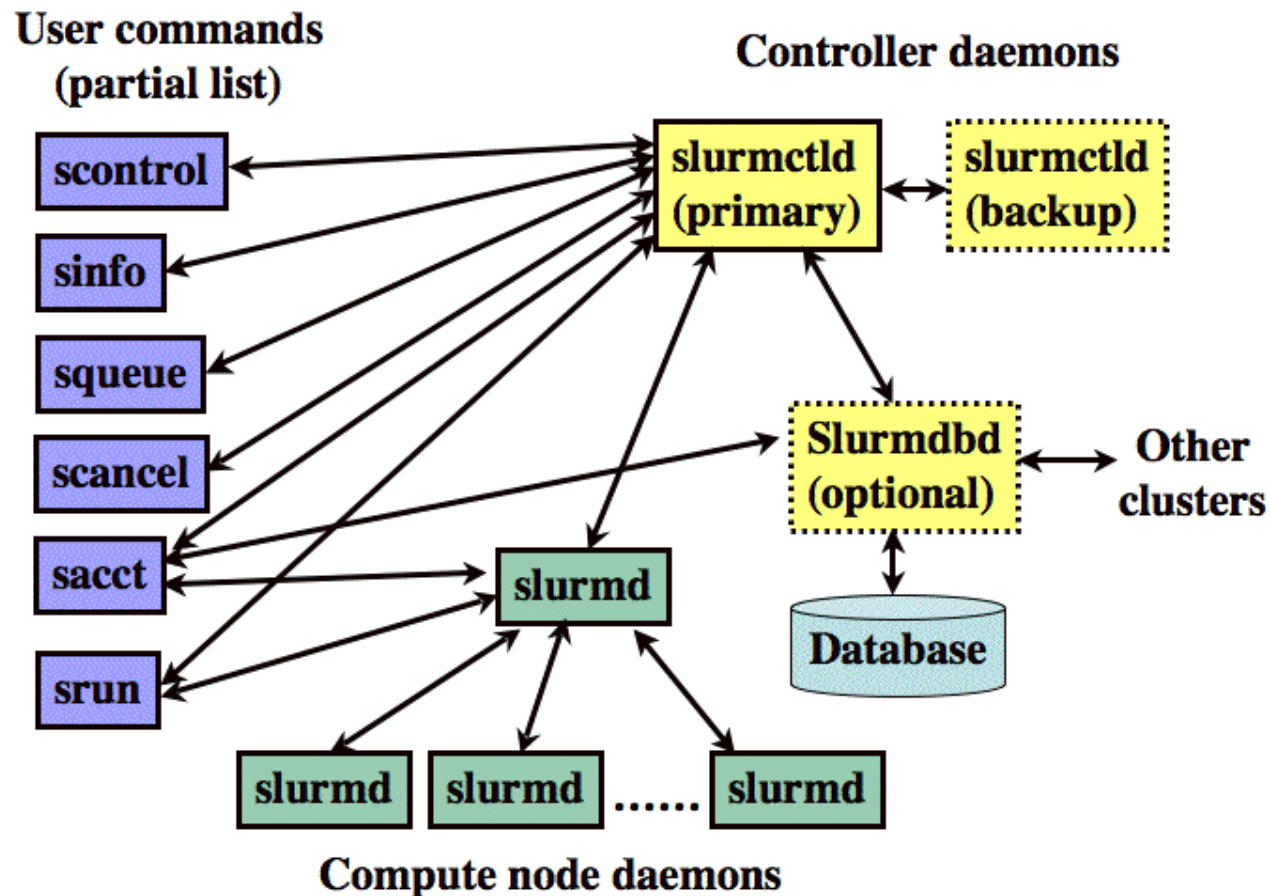 User commands
(partial list)
Controller daemons
scontrol
sinfo
squeue
scancel
sacct
srun
slurmctld
(primary)
slurmctld
(backup)
Slurmdbd
(optional)
Other
clusters
Database
slurmd
slurmd
slurmd
......
slurmd
Compute node daemons